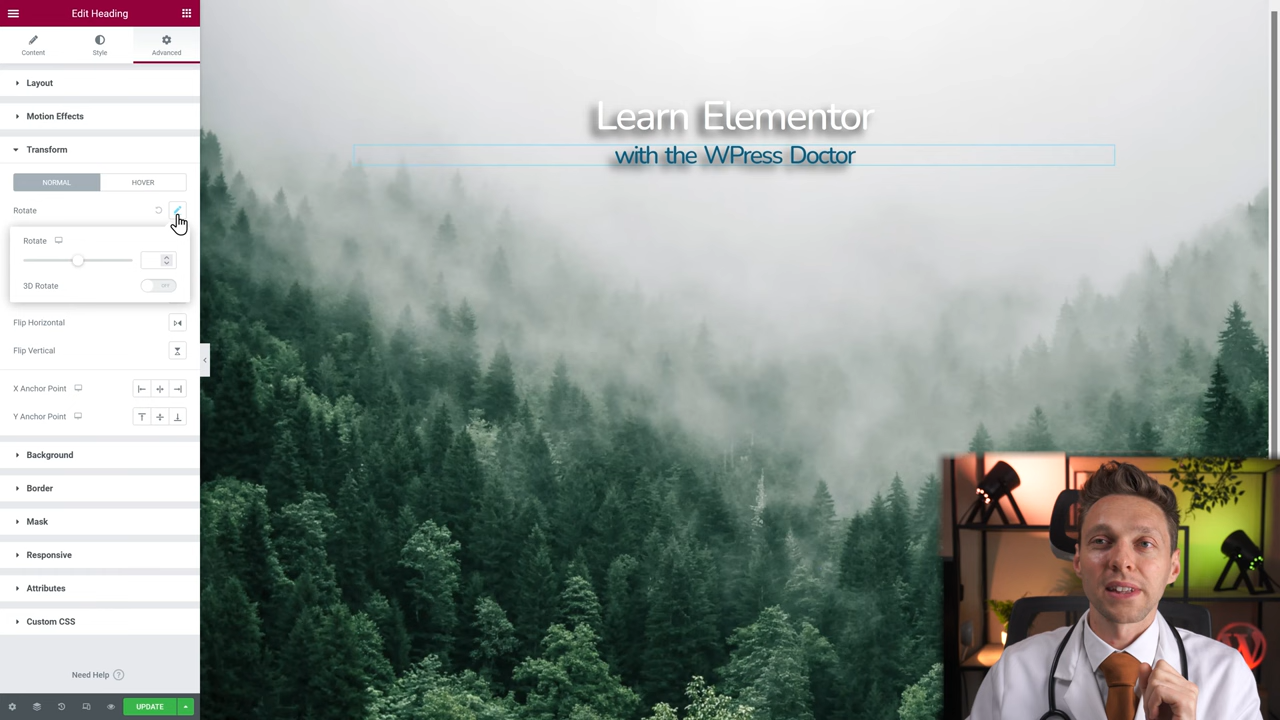 Edit Heading
Content
Style
Advanced
Layout
Motion Effects
Transform
NORMAL
HOVER
Rotate
Rotate
3D Rotate
Flip Horizontal
Flip Vertical
X Anchor Point
Y Anchor Point
Background
Border
Mask
Responsive
Attributes
Custom CSS
Need Help
UPDATE
Learn Elementor
with the WPress Doctor